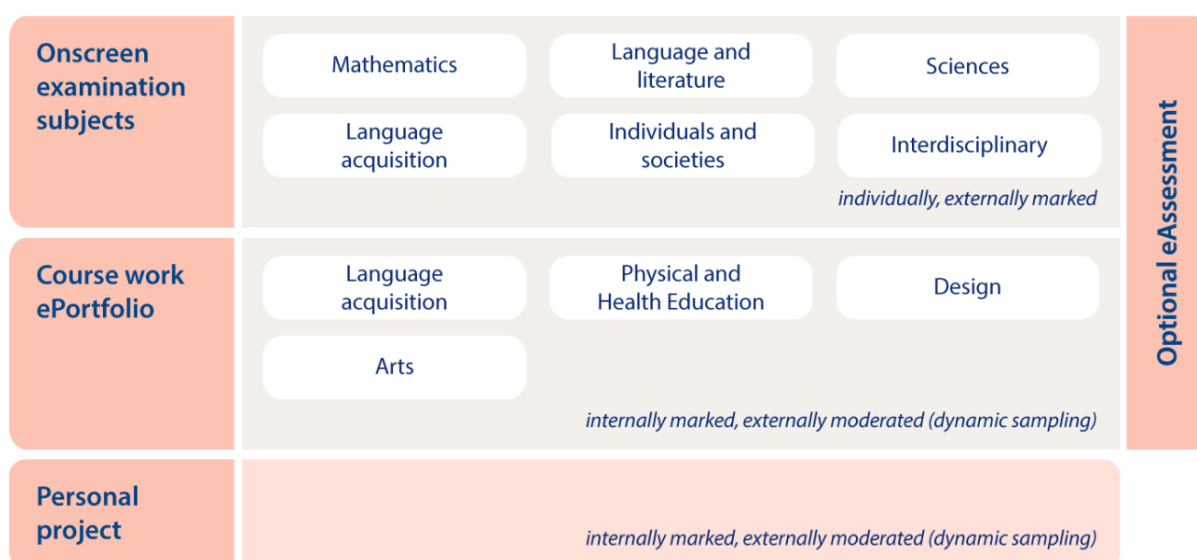 Onscreen
examination
subjects
Mathematics
Language and
literature
Sciences
Language
acquisition
Individuals and
societies
Interdisciplinary
individually, externally marked
Course work
ePortfolio
Language
acquisition
Physical and
Health Education
Design
Arts
internally marked, externally moderated (dynamic sampling)
Optional eAssessment
Personal
project
internally marked, externally moderated (dynamic sampling)